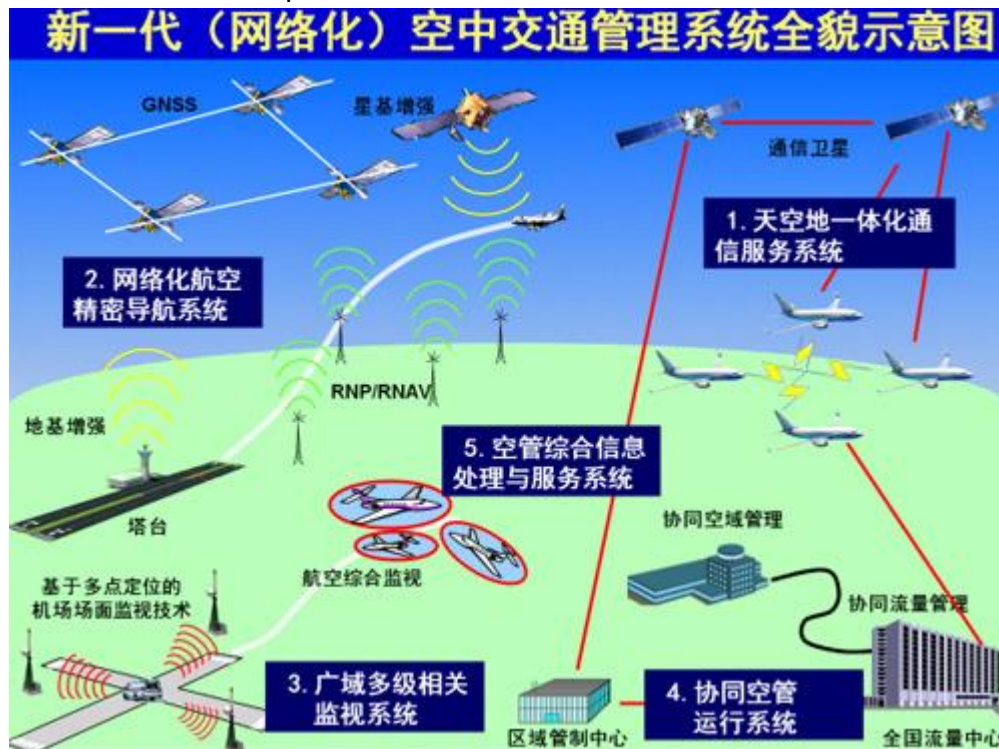 新一代（网络化）空中交通管理系统全貌示意图
GNSS
星基增强
通信卫星
1. 天空地一体化通
信服务系统
2. 网络化航空
精密导航系统
RNP/RNAV
地基增强
5. 空管综合信息
处理与服务系统
塔台
协同空域管理
航空综合监视
基于多点定位的
机场场面监视技术
协同流量管理
3. 广域多级相关
监视系统
4. 协同空管
运行系统
区域管制中心
全国流量中心